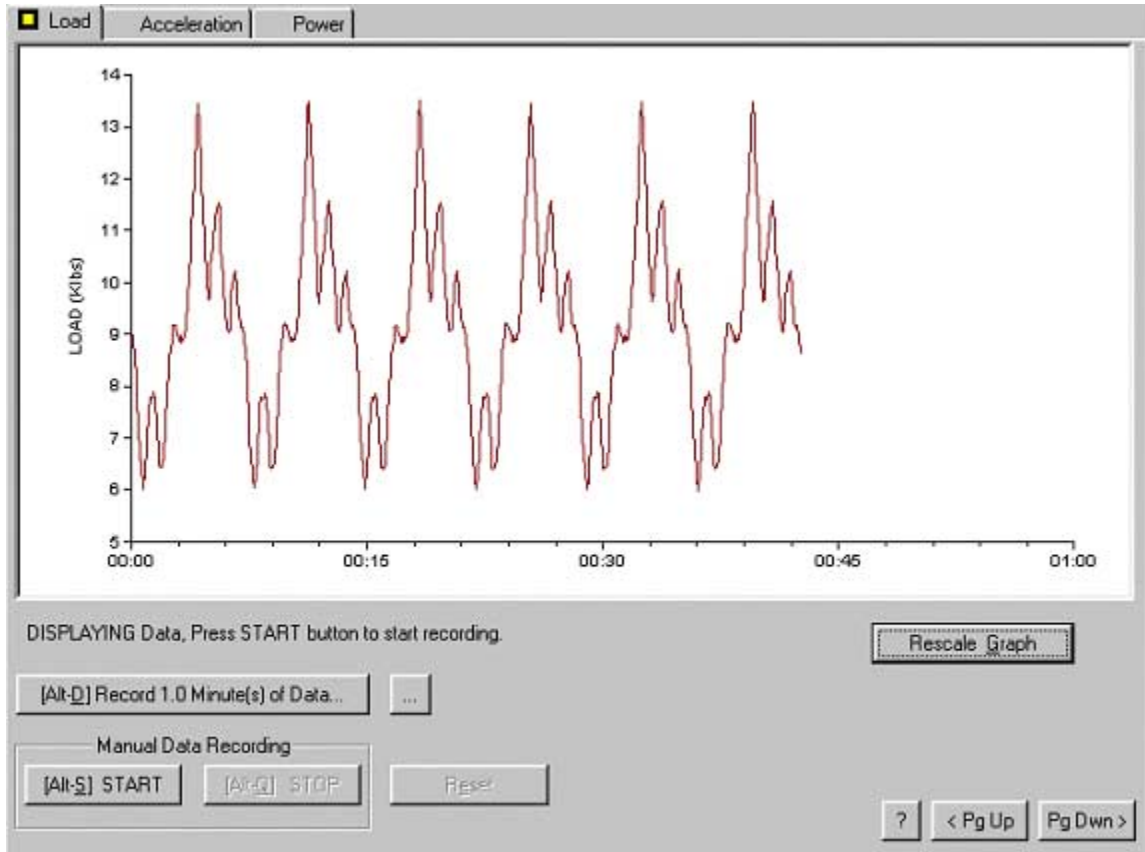 Load Acceleration Power
14
13
12
11
10
9
8
7
6
5
LOAD (Klbs)
00:00 00:15 00:30 00:45 01:00
DISPLAYING Data, Press START button to start recording.
Rescale Graph
[Alt-D] Record 1.0 Minute(s) of Data... ...
Manual Data Recording
[Alt-S] START [Alt-Q] STOP Reset
? < Pg Up Pg Dwn >